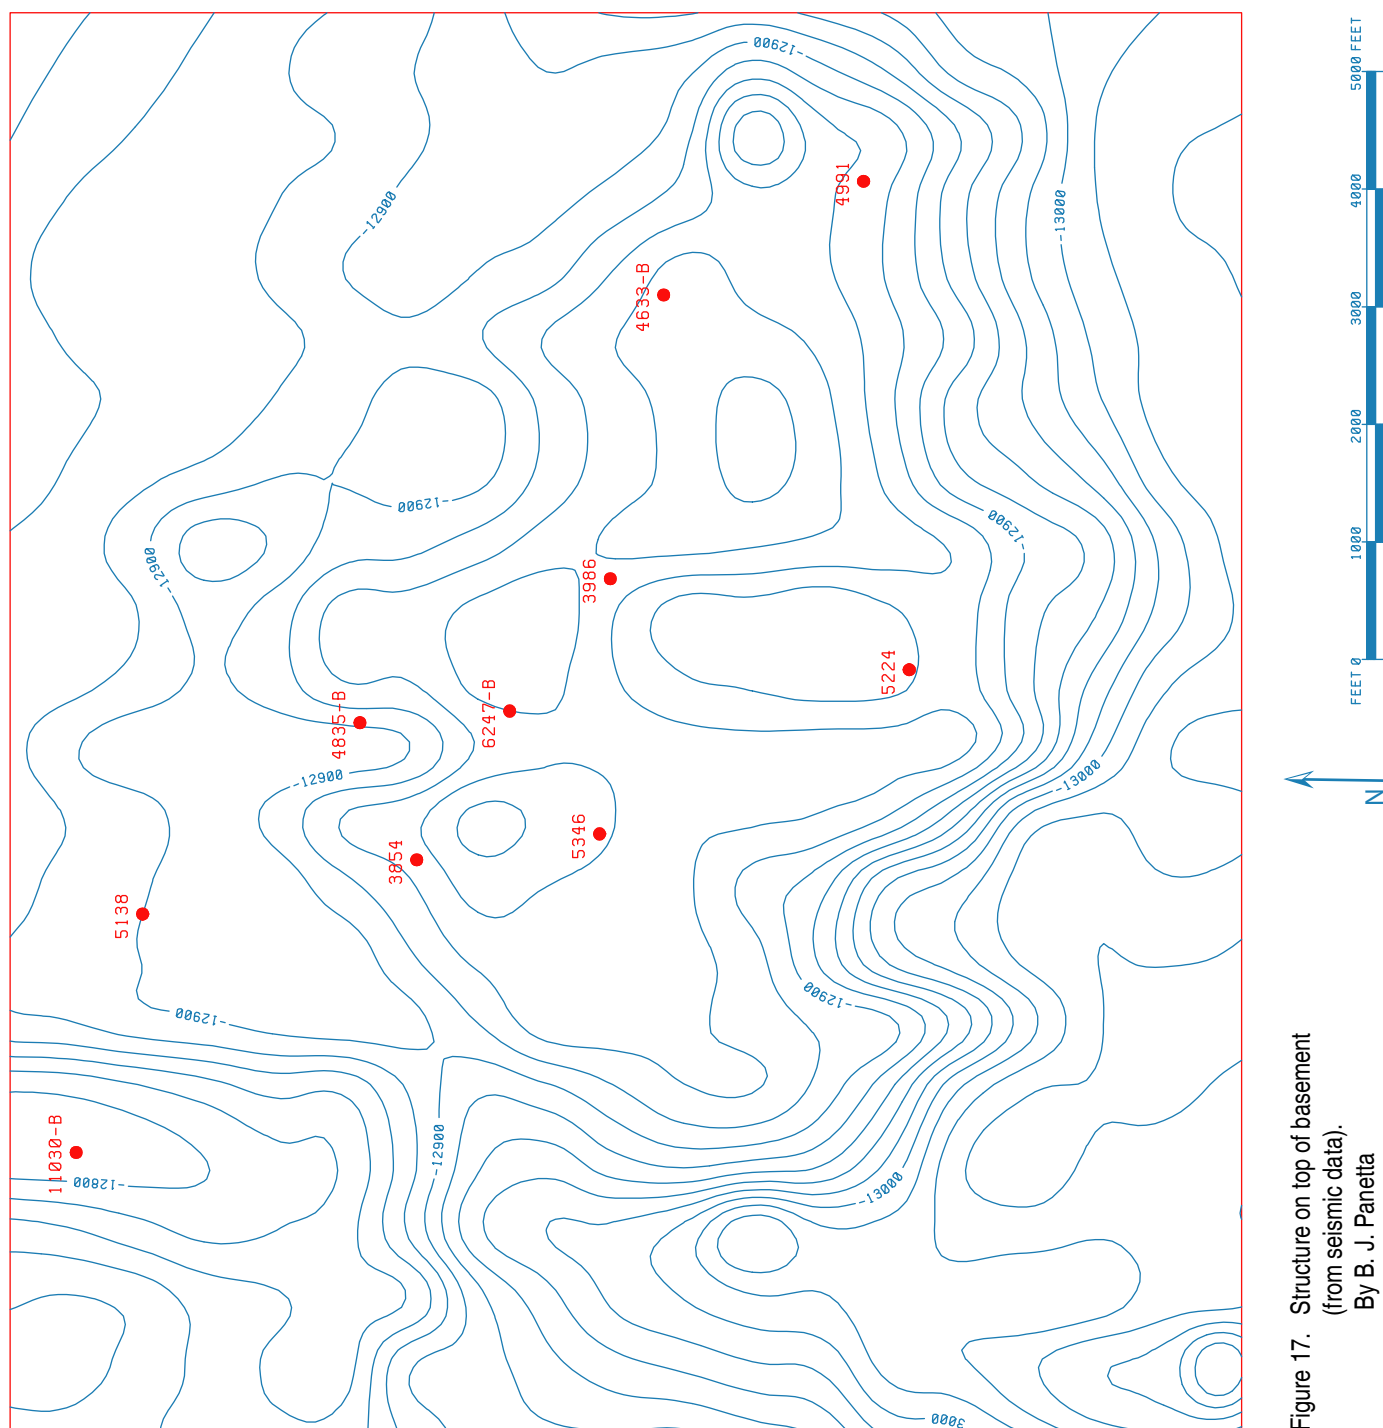 -12900
-12900
-13000
4991
4633-B
-12900
-12900
-12900
3986
5224
4835-B
6247-B
-12900
-13000
5346
3854
5138
-12900
-12900
11030-B
-12900
-12800
-13000
3000
FEET 0
1000
2000
3000
4000
5000 FEET
N
Figure 17. Structure on top of basement
(from seismic data).
By B. J. Panetta